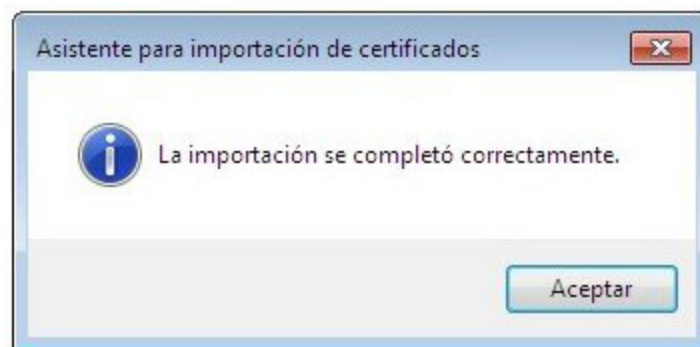 Asistente para importación de certificados
La importación se completó correctamente.
Aceptar